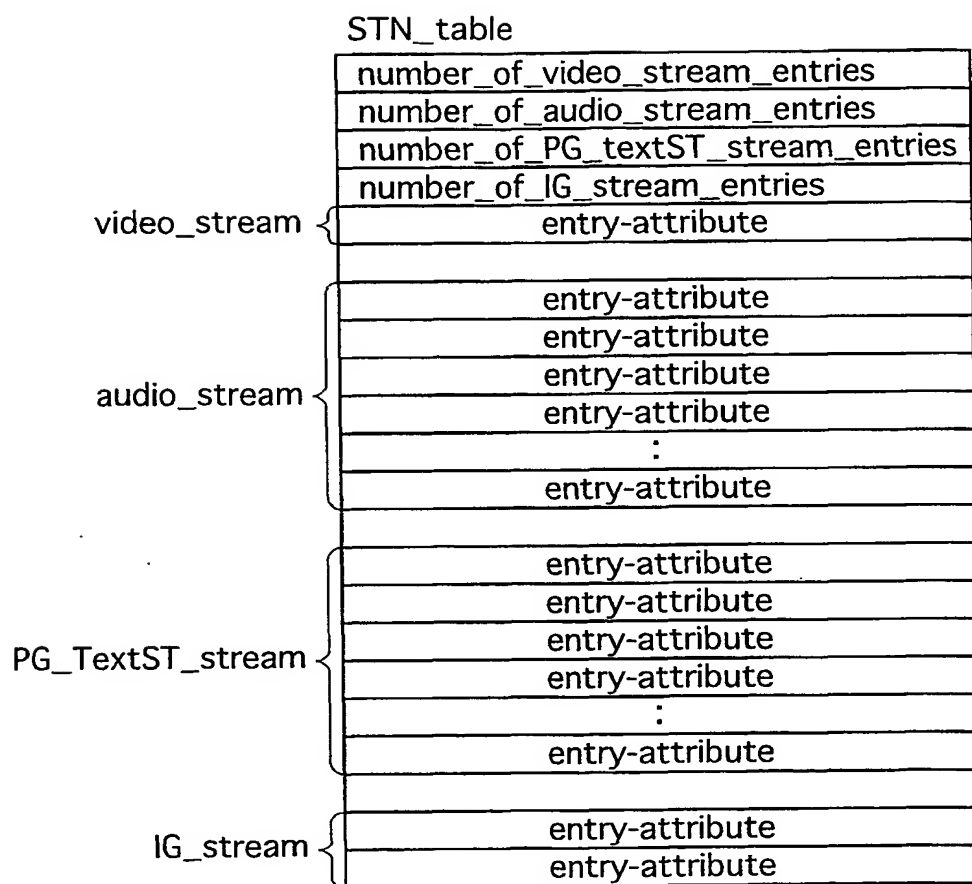 STN_table
number_of_video_stream_entries
number_of_audio_stream_entries
number_of_PG_textST_stream_entries
number_of_IG_stream_entries
video_stream
entry-attribute
audio_stream
entry-attribute
entry-attribute
entry-attribute
entry-attribute
:
entry-attribute
PG_TextST_stream
entry-attribute
entry-attribute
entry-attribute
entry-attribute
:
entry-attribute
IG_stream
entry-attribute
entry-attribute